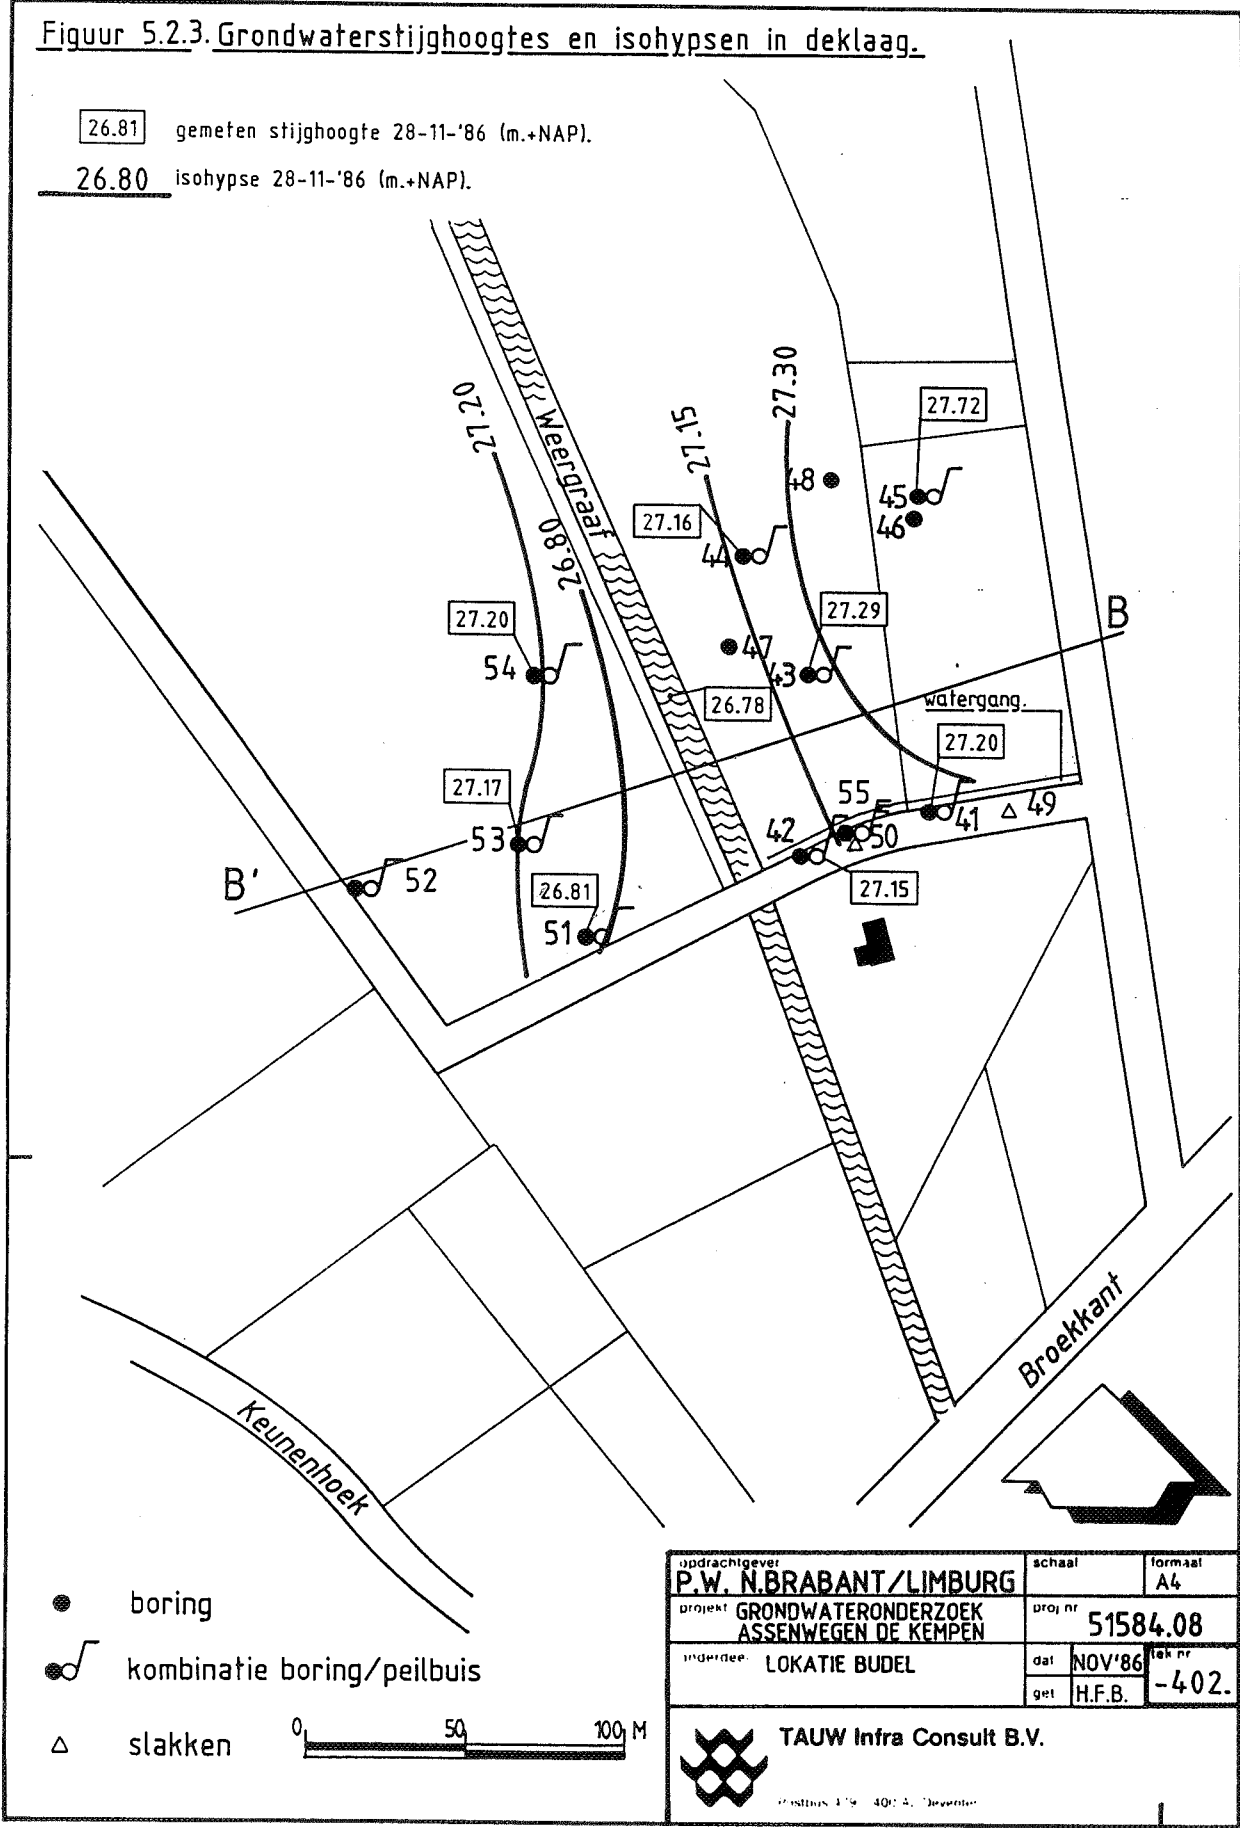 Figuur 5.2.3. Grondwaterstijghoogtes en isohypsen in deklaag.
26.81 gemeten stijghoogte 28-11-'86 (m.+NAP).
26.80 isohypse 28-11-'86 (m.+NAP).
27.20
Weergraaf
26.80
27.15
27.30
27.72
48
45
46
27.16
44
27.20
54
47
27.29
43
B
26.78
watergang.
27.20
27.17
53
55
49
41
42
50
B'
52
26.81
51
27.15
Broekkant
Keunenhoek
boring
kombinatie boring/peilbuis
slakken
0 50 100 M
opdrachtgever
P.W. N.BRABANT/LIMBURG
schaal
formaat
A4
projekt GRONDWATERONDERZOEK
ASSENWEGEN DE KEMPEN
proj nr
51584.08
LOKATIE BUDEL
dat NOV'86
get H.F.B.
tek nr
-402.
TAUW Infra Consult B.V.
Deventer